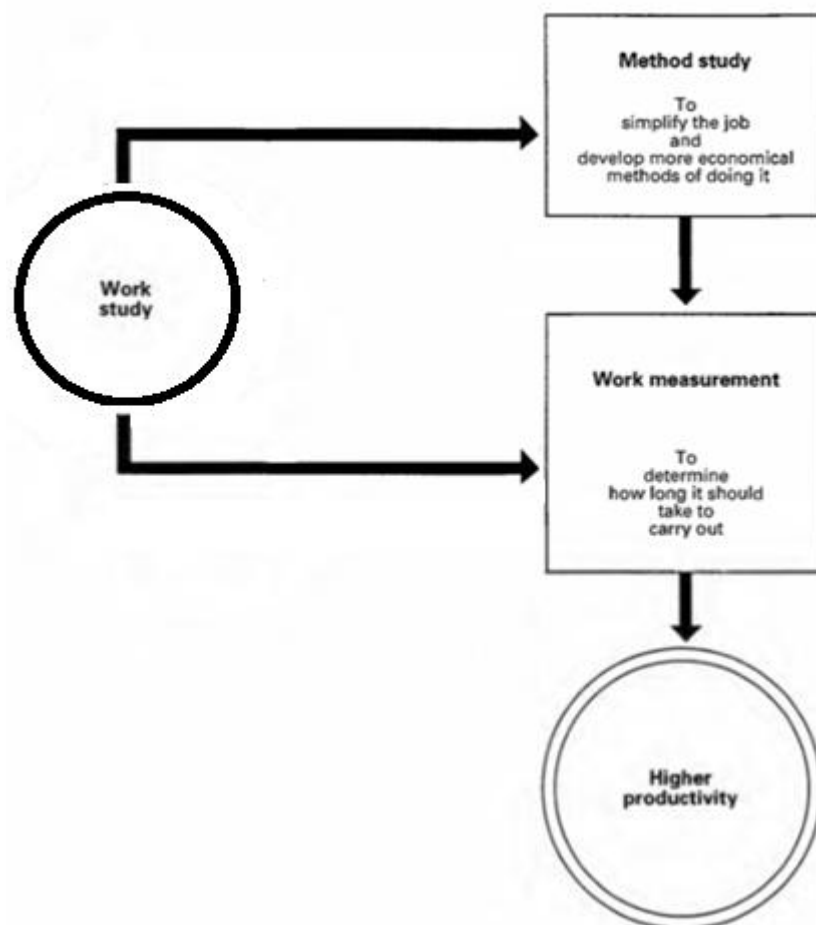 Method study
To
simplify the job
and
develop more economical
methods of doing it
Work
study
Work measurement
To
determine
how long it should
take to
carry out
Higher
productivity